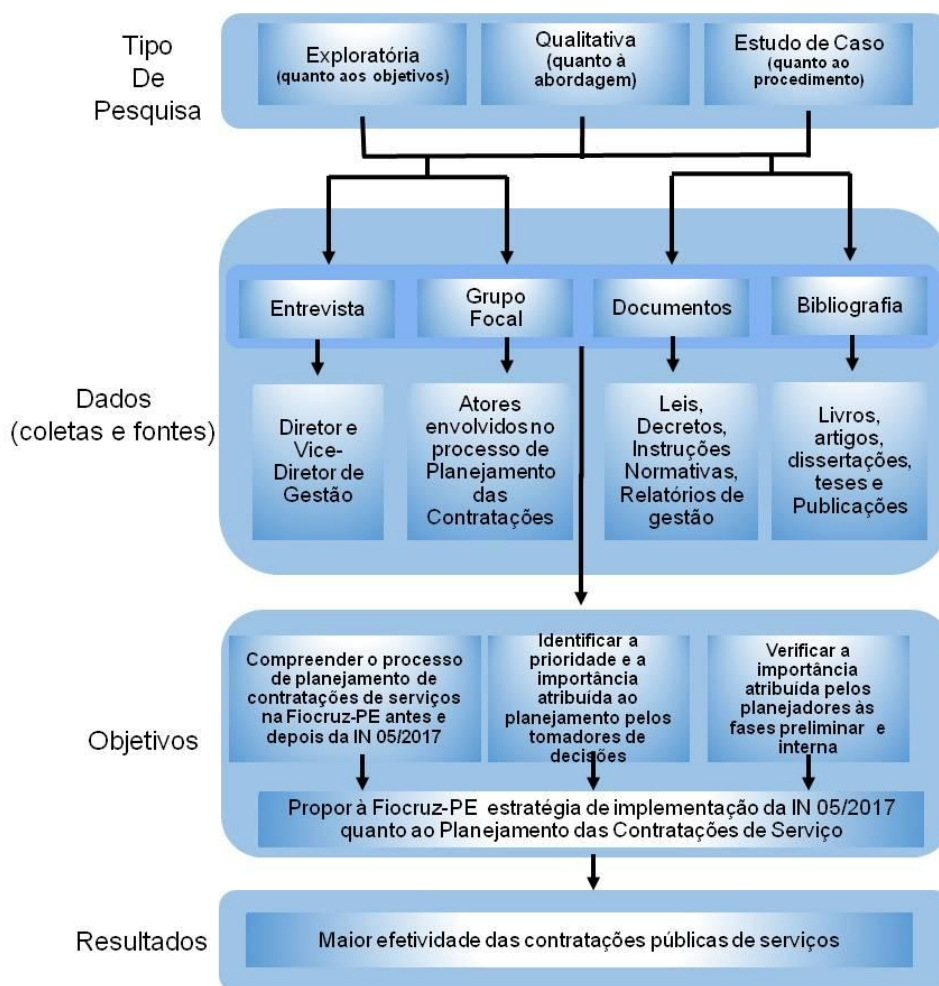 Tipo
De
Pesquisa
Exploratória
(quanto aos objetivos)
Qualitativa
(quanto à
abordagem)
Estudo de Caso
(quanto ao
procedimento)
Dados
(coletas e fontes)
Entrevista
Grupo
Focal
Documentos
Bibliografia
Diretor e
Vice-
Diretor de
Gestão
Atores
envolvidos no
processo de
Planejamento
das
Contratações
Leis,
Decretos,
Instruções
Normativas,
Relatórios de
gestão
Livros,
artigos,
dissertações,
teses e
Publicações
Objetivos
Compreender o processo
de planejamento de
contratações de serviços
na Fiocruz-PE antes e
depois da IN 05/2017
Identificar a
prioridade e a
importância
atribuída ao
planejamento pelos
tomadores de
decisões
Verificar a
importância
atribuída pelos
planejadores às
fases preliminar e
interna
Propor à Fiocruz-PE estratégia de implementação da IN 05/2017
quanto ao Planejamento das Contratações de Serviço
Resultados
Maior efetividade das contratações públicas de serviços